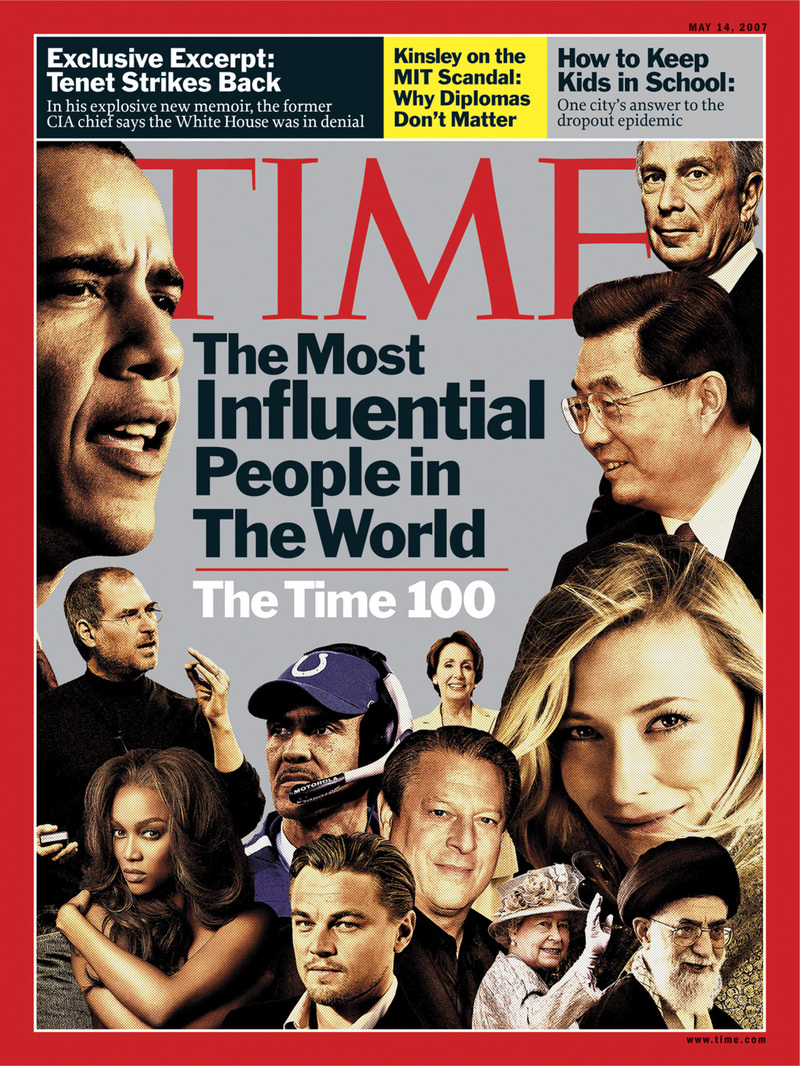 MAY 14, 2007
Exclusive Excerpt:
Tenet Strikes Back
In his explosive new memoir, the former
CIA chief says the White House was in denial
Kinsley on the
MIT Scandal:
Why Diplomas
Don't Matter
How to Keep
Kids in School:
One city's answer to the
dropout epidemic
TIME
The Most
Influential
People in
The World
The Time 100
MOTOROLA
www.time.com